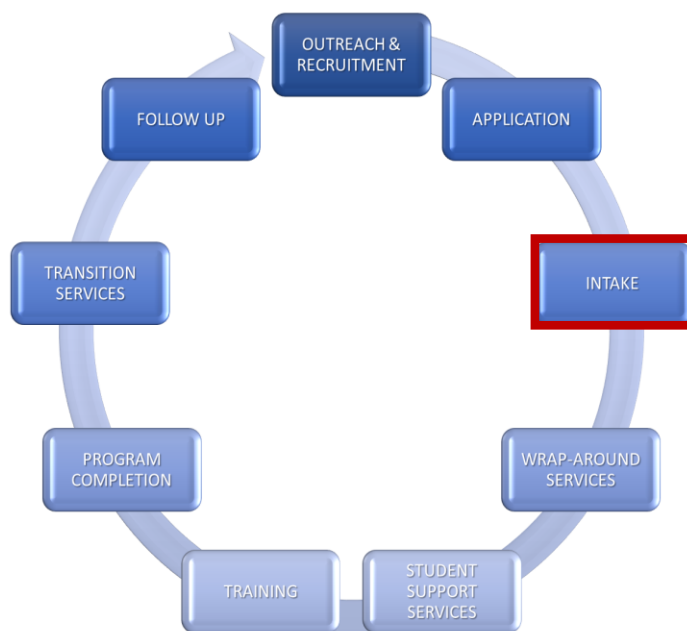 OUTREACH &
RECRUITMENT
APPLICATION
INTAKE
WRAP-AROUND
SERVICES
STUDENT
SUPPORT
SERVICES
TRAINING
PROGRAM
COMPLETION
TRANSITION
SERVICES
FOLLOW UP